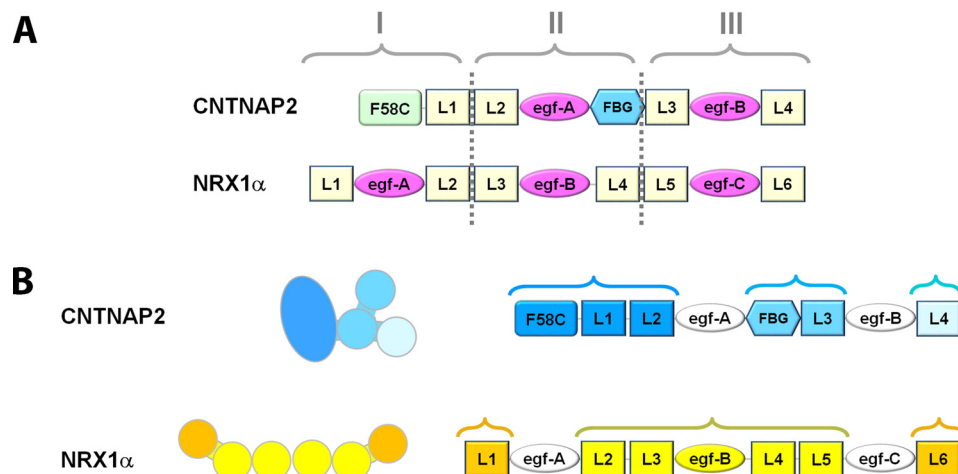 A
I II III
CNTNAP2 F58C L1 L2 egf-A FBG L3 egf-B L4
NRX1α L1 egf-A L2 L3 egf-B L4 L5 egf-C L6
B
CNTNAP2 F58C L1 L2 egf-A FBG L3 egf-B L4
NRX1α L1 egf-A L2 L3 egf-B L4 L5 egf-C L6